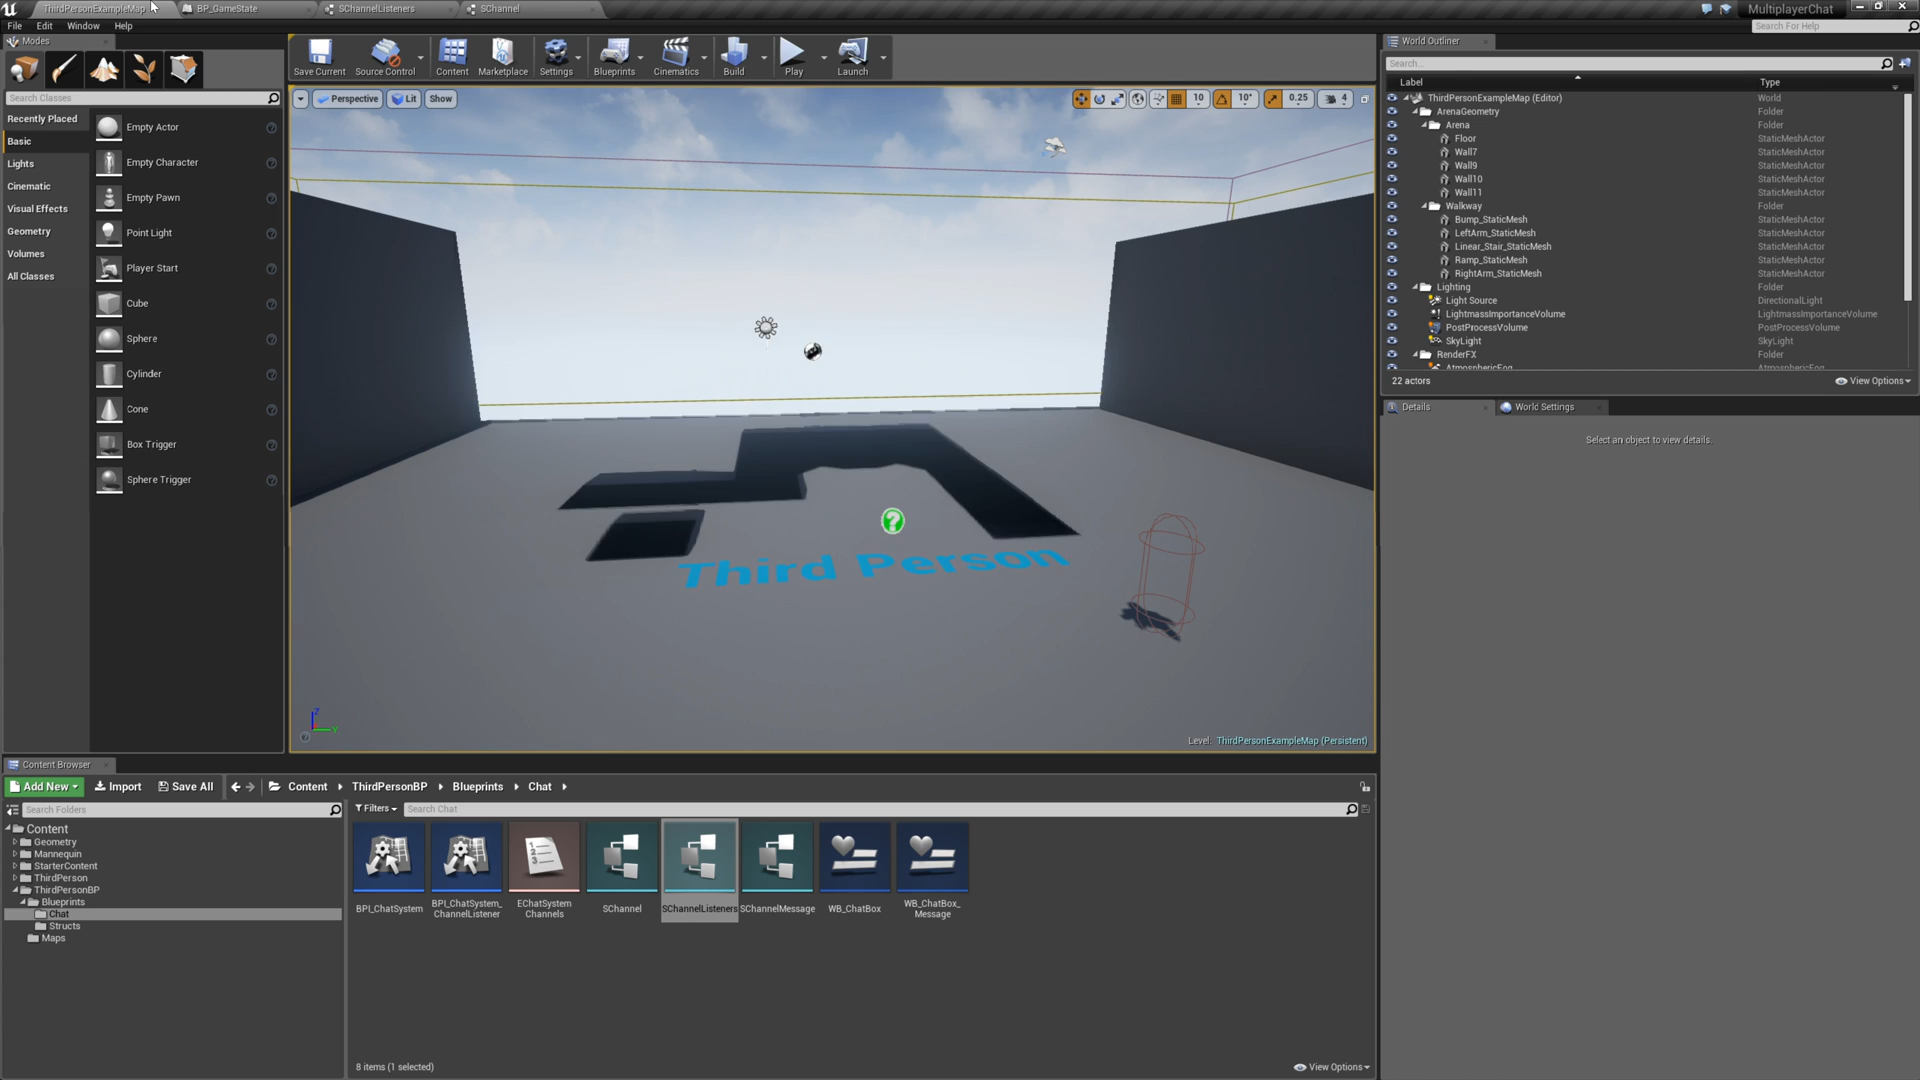 ThirdPersonExampleMap
BP_GameState
SChannelListeners
SChannel
MultiplayerChat
File Edit Window Help
Search For Help
Modes
Search Classes
Recently Placed
Basic
Lights
Cinematic
Visual Effects
Geometry
Volumes
All Classes
Empty Actor
Empty Character
Empty Pawn
Point Light
Player Start
Cube
Sphere
Cylinder
Cone
Box Trigger
Sphere Trigger
Save Current
Source Control
Content
Marketplace
Settings
Blueprints
Cinematics
Build
Play
Launch
Perspective Lit Show
10 10° 0.25 4
Third Person
Level: ThirdPersonExampleMap (Persistent)
World Outliner
Search...
Label Type
ThirdPersonExampleMap (Editor) World
ArenaGeometry Folder
Arena Folder
Floor StaticMeshActor
Wall7 StaticMeshActor
Wall9 StaticMeshActor
Wall10 StaticMeshActor
Wall11 StaticMeshActor
Walkway Folder
Bump_StaticMesh StaticMeshActor
LeftArm_StaticMesh StaticMeshActor
Linear_Stair_StaticMesh StaticMeshActor
Ramp_StaticMesh StaticMeshActor
RightArm_StaticMesh StaticMeshActor
Lighting Folder
Light Source DirectionalLight
LightmassImportanceVolume LightmassImportanceVolume
PostProcessVolume PostProcessVolume
SkyLight SkyLight
RenderFX Folder
AtmosphericFog AtmosphericFog
22 actors View Options
Details World Settings
Select an object to view details.
Content Browser
Add New Import Save All Content ThirdPersonBP Blueprints Chat
Search Folders
Filters Search Chat
Content
Geometry
Mannequin
StarterContent
ThirdPerson
ThirdPersonBP
Blueprints
Chat
Structs
Maps
BPI_ChatSystem
BPI_ChatSystem_
ChannelListener
EChatSystem
Channels
SChannel
SChannelListeners
SChannelMessage
WB_ChatBox
WB_ChatBox_
Message
8 items (1 selected) View Options